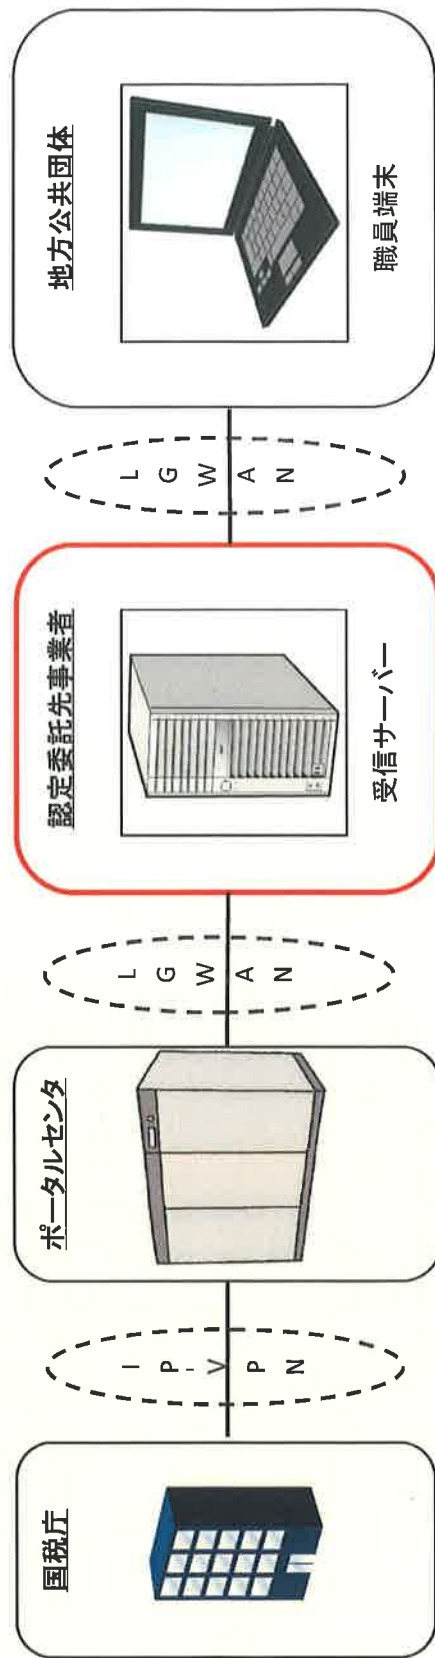 国税庁
IP-VPN
ポータルセンタ
LGWAN
認定委託先事業者
受信サーバー
LGWAN
地方公共団体
職員端末